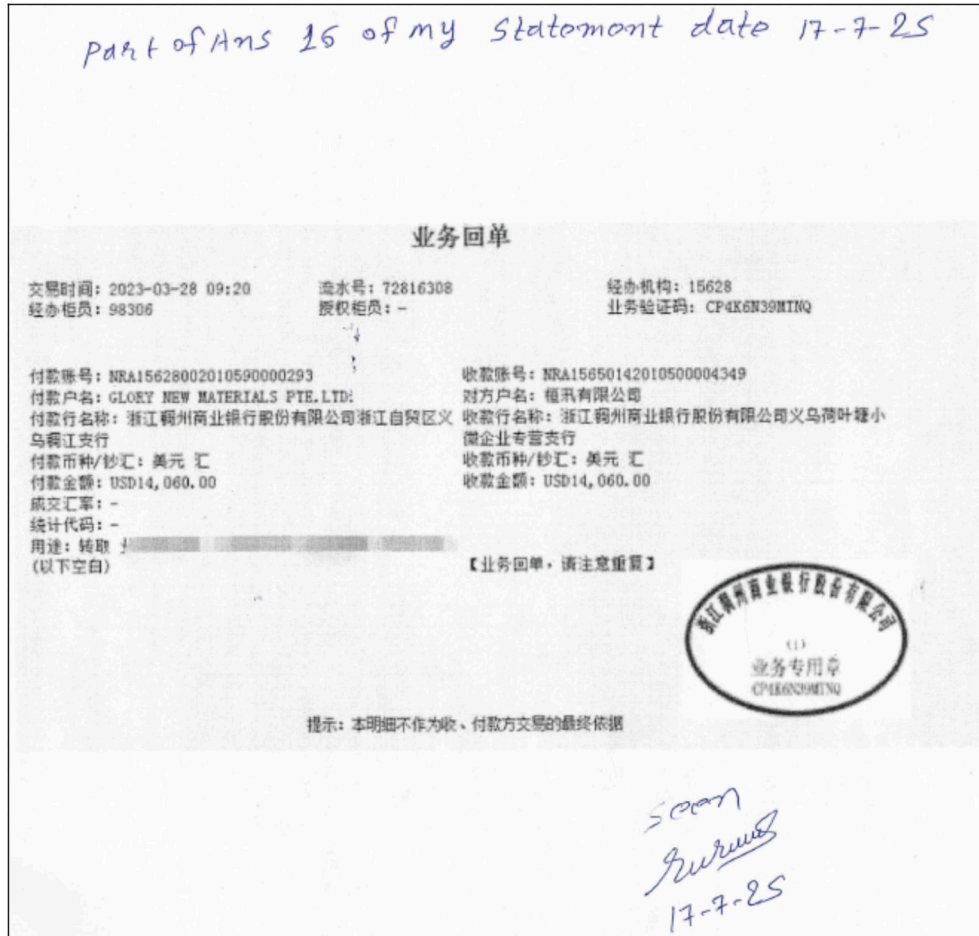 Part of Ans 16 of my Statement date 17-7-25
业务回单
交易时间：2023-03-28 09:20 流水号：72816308 经办机构：15628
经办柜员：98306 授权柜员：- 业务验证码：CP4K6N39MTNQ
付款账号：NRA15628002010590000293 收款账号：NRA15650142010500004349
付款户名：GLORY NEW MATERIALS PTE.LTD. 对方户名：桓汛有限公司
付款行名称：浙江稠州商业银行股份有限公司浙江自贸区义 收款行名称：浙江稠州商业银行股份有限公司义乌荷叶塘小
乌稠江支行 微企业专营支行
付款币种/钞汇：美元 汇 收款币种/钞汇：美元 汇
付款金额：USD14,060.00 收款金额：USD14,060.00
成交汇率：-
统计代码：-
用途：转取
(以下空白) 【业务回单，请注意重复】
浙江稠州商业银行股份有限公司
(1)
业务专用章
CP4K6N39MTNQ
提示：本明细不作为收、付款方交易的最终依据
seen
17-7-25